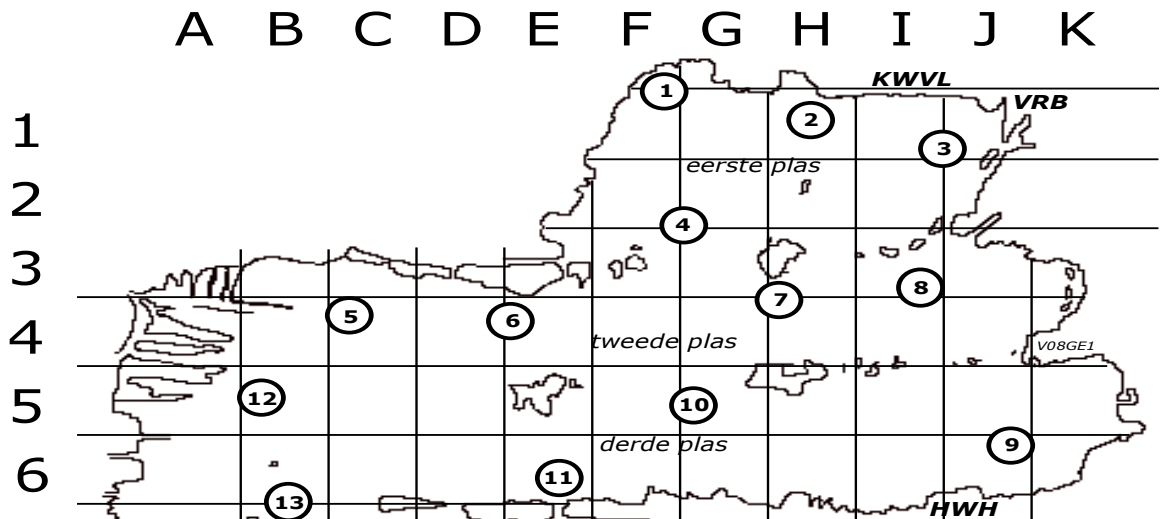 A B C D E F G H I J K
KWVL
1 VRB
2
1 3
eerste plas
2
4
3
8
7
5 6
4 tweede plas V08GE1
12 10
5
derde plas 9
6 11
13 HWH